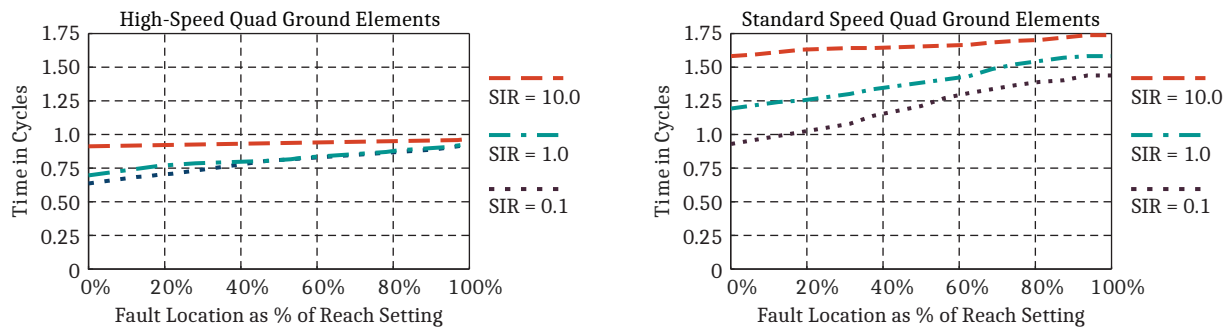 High-Speed Quad Ground Elements
1.75
1.50
1.25
1.0
0.75
0.50
0.25
0
Time in Cycles
0% 20% 40% 60% 80% 100%
Fault Location as % of Reach Setting
SIR = 10.0
SIR = 1.0
SIR = 0.1
Standard Speed Quad Ground Elements
1.75
1.50
1.25
1.0
0.75
0.50
0.25
0
Time in Cycles
0% 20% 40% 60% 80% 100%
Fault Location as % of Reach Setting
SIR = 10.0
SIR = 1.0
SIR = 0.1